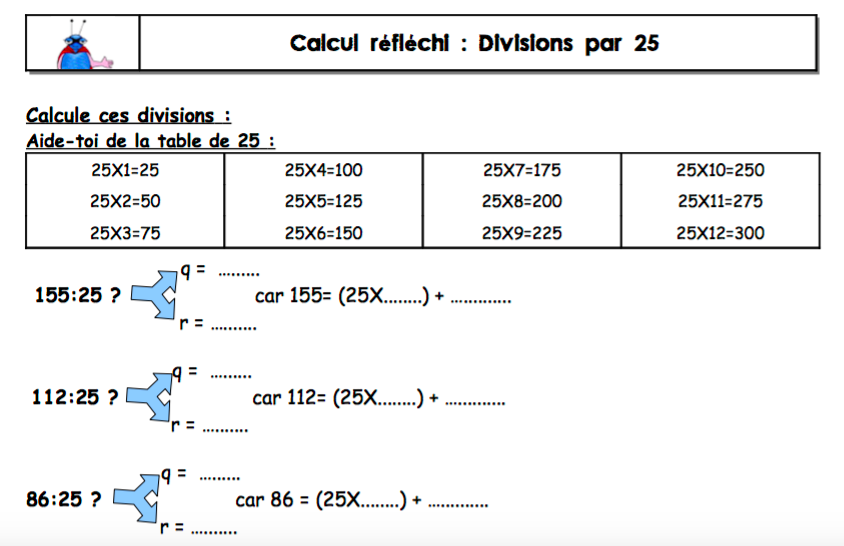 Calcul réfléchi : Divisions par 25
Calcule ces divisions :
Aide-toi de la table de 25 :
25X1=25 25X4=100 25X7=175 25X10=250
25X2=50 25X5=125 25X8=200 25X11=275
25X3=75 25X6=150 25X9=225 25X12=300
q = .........
155:25 ? car 155= (25X........) + .............
r = ..........
q = .........
112:25 ? car 112= (25X........) + .............
r = ..........
q = .........
86:25 ? car 86 = (25X........) + .............
r = ..........